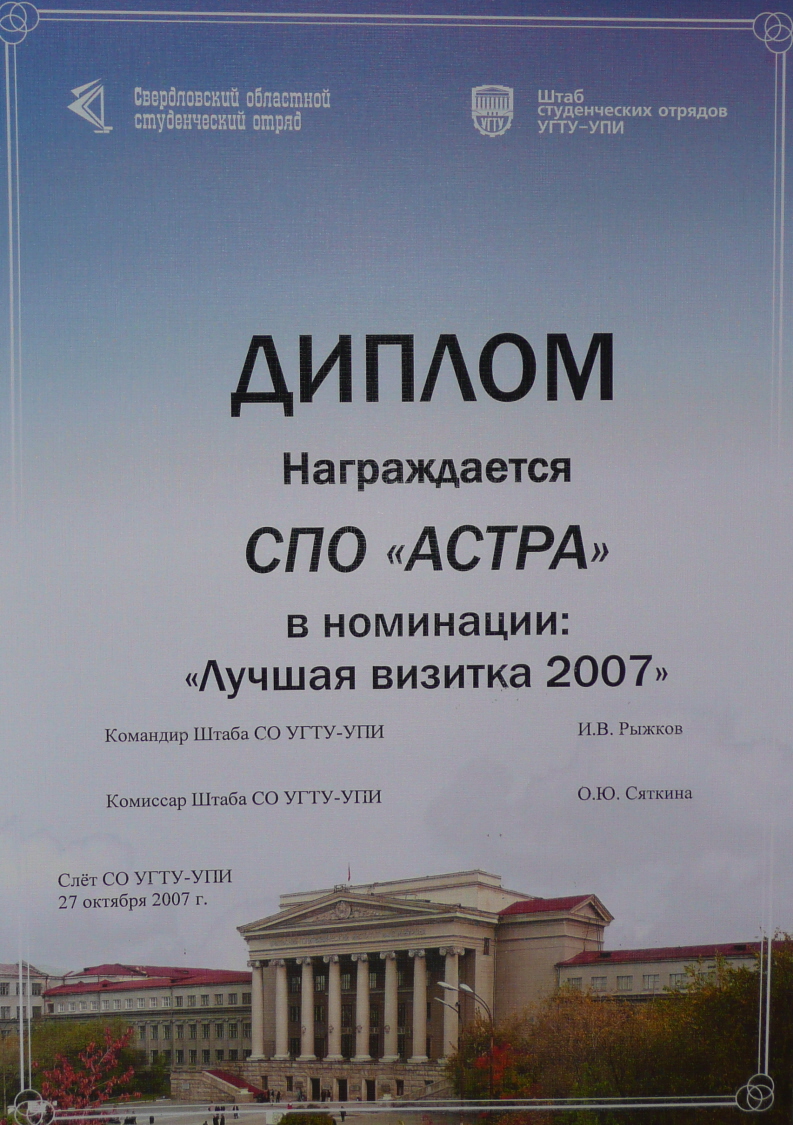 Свердловский областной
студенческий отряд
Штаб
студенческих отрядов
УГТУ-УПИ
УГТУ
ДИПЛОМ
Награждается
СПО «АСТРА»
в номинации:
«Лучшая визитка 2007»
Командир Штаба СО УГТУ-УПИ И.В. Рыжков
Комиссар Штаба СО УГТУ-УПИ О.Ю. Сяткина
Слёт СО УГТУ-УПИ
27 октября 2007 г.